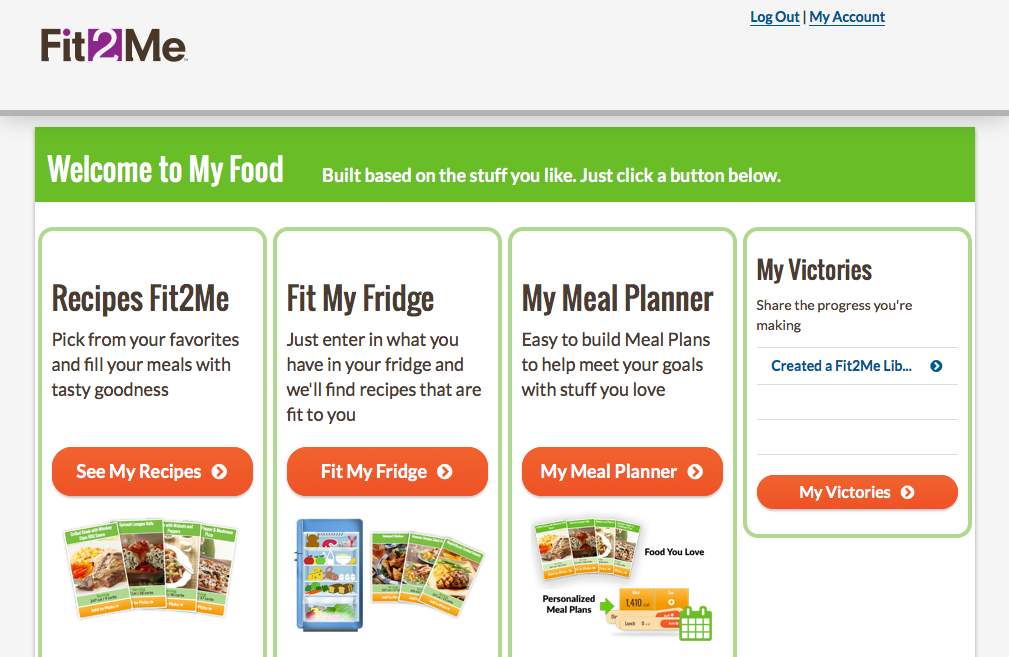 Log Out | My Account
Fit2Me
Welcome to My Food
Built based on the stuff you like. Just click a button below.
Recipes Fit2Me
Pick from your favorites
and fill your meals with
tasty goodness
See My Recipes
Fit My Fridge
Just enter in what you
have in your fridge and
we'll find recipes that are
fit to you
Fit My Fridge
My Meal Planner
Easy to build Meal Plans
to help meet your goals
with stuff you love
My Meal Planner
Food You Love
Personalized
Meal Plans
1,410
Lunch
My Victories
Share the progress you're
making
Created a Fit2Me Lib...
My Victories